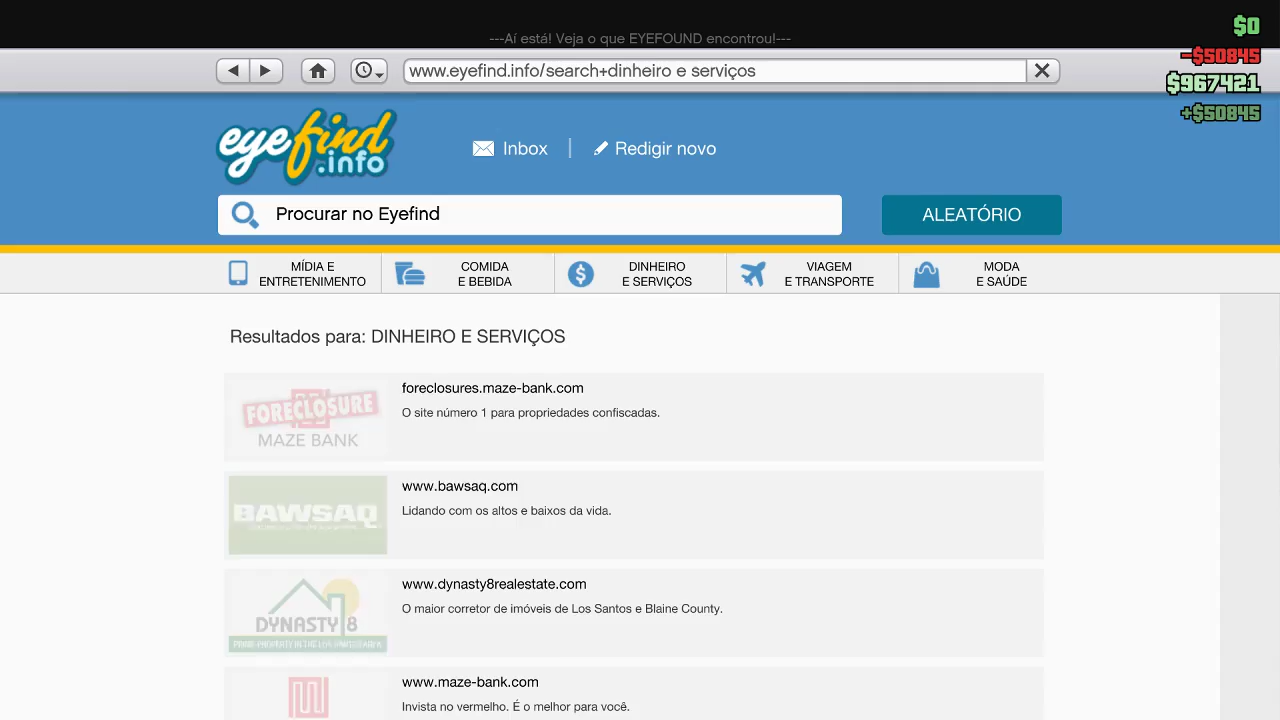 ---Aí está! Veja o que EYEFOUND encontrou!---
$0
-$50845
$967421
+$50845
www.eyefind.info/search+dinheiro e serviços
eyefind
.info
Inbox
Redigir novo
Procurar no Eyefind
ALEATÓRIO
MÍDIA E
ENTRETENIMENTO
COMIDA
E BEBIDA
DINHEIRO
E SERVIÇOS
VIAGEM
E TRANSPORTE
MODA
E SAÚDE
Resultados para: DINHEIRO E SERVIÇOS
FORECLOSURE
MAZE BANK
foreclosures.maze-bank.com
O site número 1 para propriedades confiscadas.
BAWSAQ
www.bawsaq.com
Lidando com os altos e baixos da vida.
DYNASTY 8
www.dynasty8realestate.com
O maior corretor de imóveis de Los Santos e Blaine County.
www.maze-bank.com
Invista no vermelho. É o melhor para você.